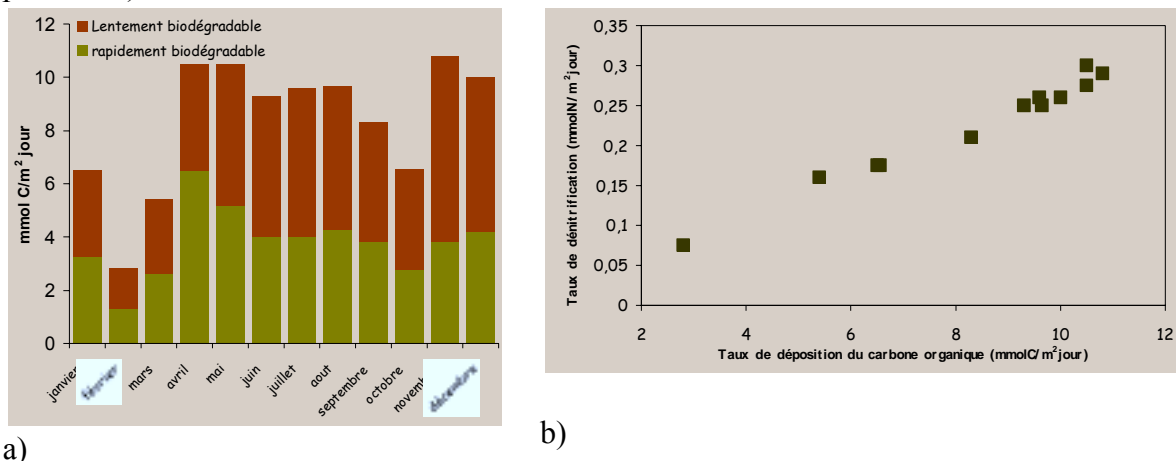 12
10
8
6
4
2
0
mmol C/m² jour
Lentement biodégradable
rapidement biodégradable
janvier
mars
avril
mai
juin
juillet
aout
septembre
octobre
novemb
a)
0,35
0,3
0,25
0,2
0,15
0,1
0,05
0
Taux de dénitrification (mmolN/m²jour)
2 4 6 8 10 12
Taux de déposition du carbone organique (mmolC/m²jour)
b)